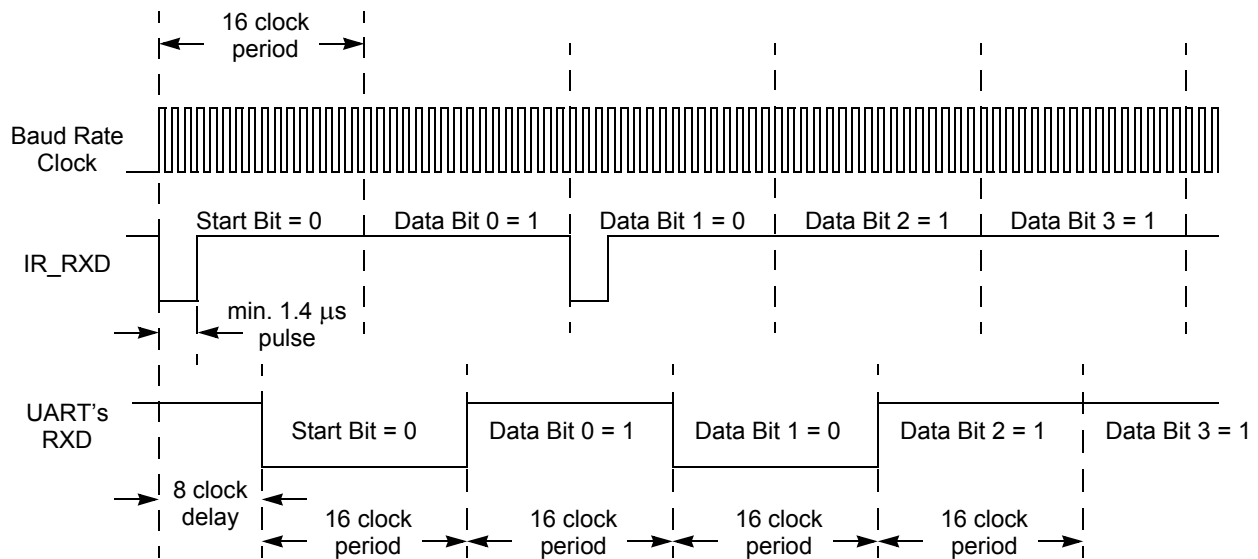 16 clock
period
Baud Rate
Clock
Start Bit = 0
Data Bit 0 = 1
Data Bit 1 = 0
Data Bit 2 = 1
Data Bit 3 = 1
IR_RXD
min. 1.4 μs
pulse
UART's
RXD
Start Bit = 0
Data Bit 0 = 1
Data Bit 1 = 0
Data Bit 2 = 1
Data Bit 3 = 1
8 clock
delay
16 clock
period
16 clock
period
16 clock
period
16 clock
period